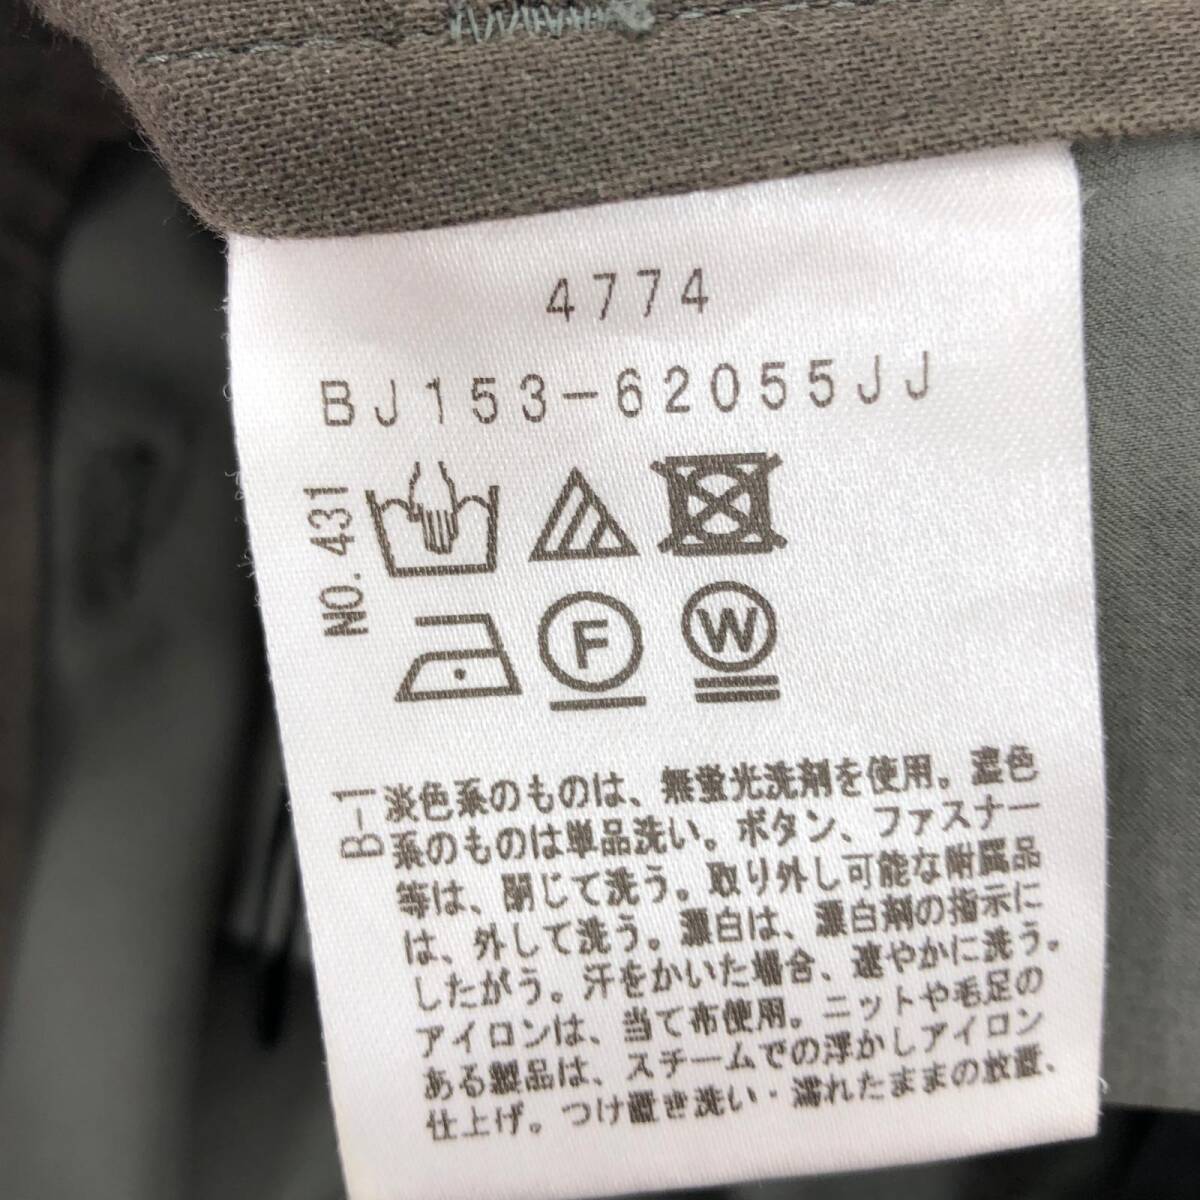 4774
BJ153-62055JJ
NO.431
F
W
B-1
淡色系のものは、無蛍光洗剤を使用。濃色
系のものは単品洗い。ボタン、ファスナー
等は、閉じて洗う。取り外し可能な附属品
は、外して洗う。漂白は、漂白剤の指示に
したがう。汗をかいた場合、速やかに洗う。
アイロンは、当て布使用。ニットや毛足の
ある製品は、スチームでの浮かしアイロン
仕上げ。つけ置き洗い・濡れたままの放置、